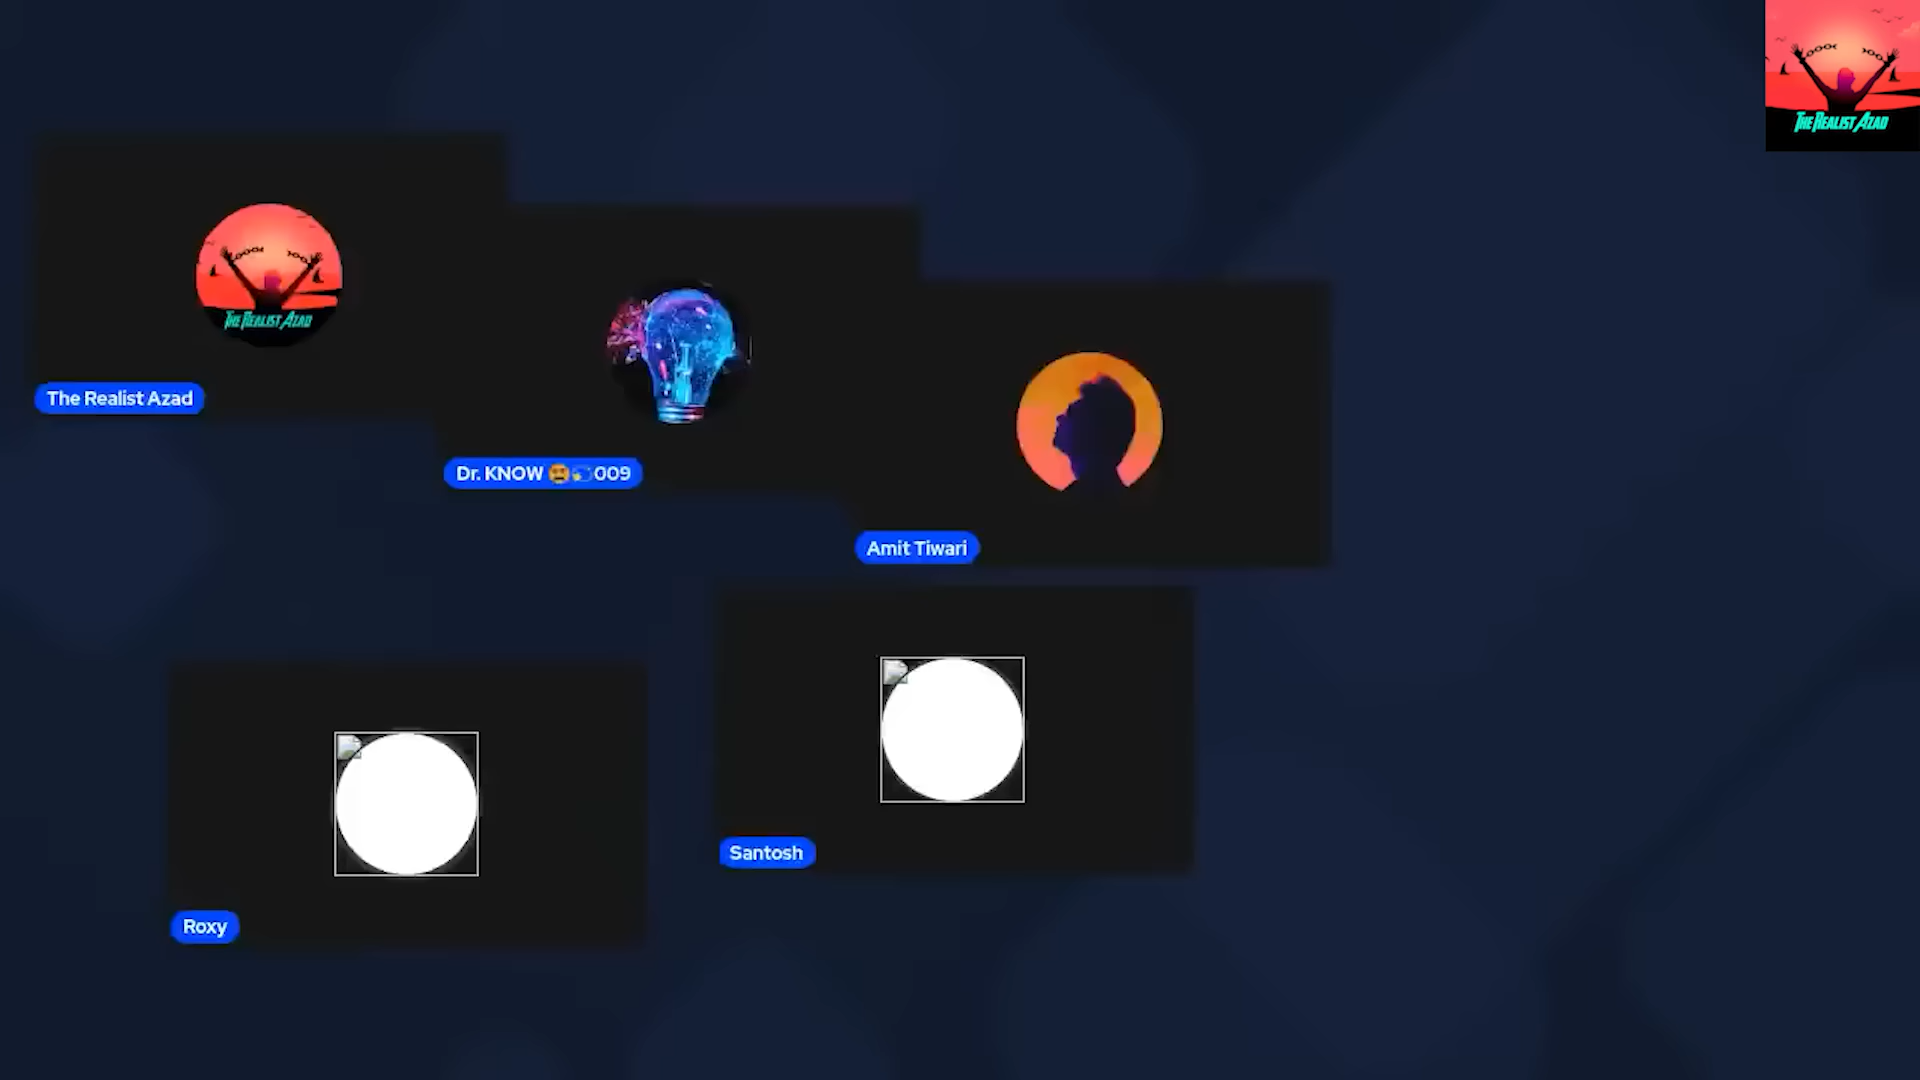 THE REALIST AZAD
THE REALIST AZAD
The Realist Azad
Dr. KNOW 😵💫009
Amit Tiwari
Santosh
Roxy